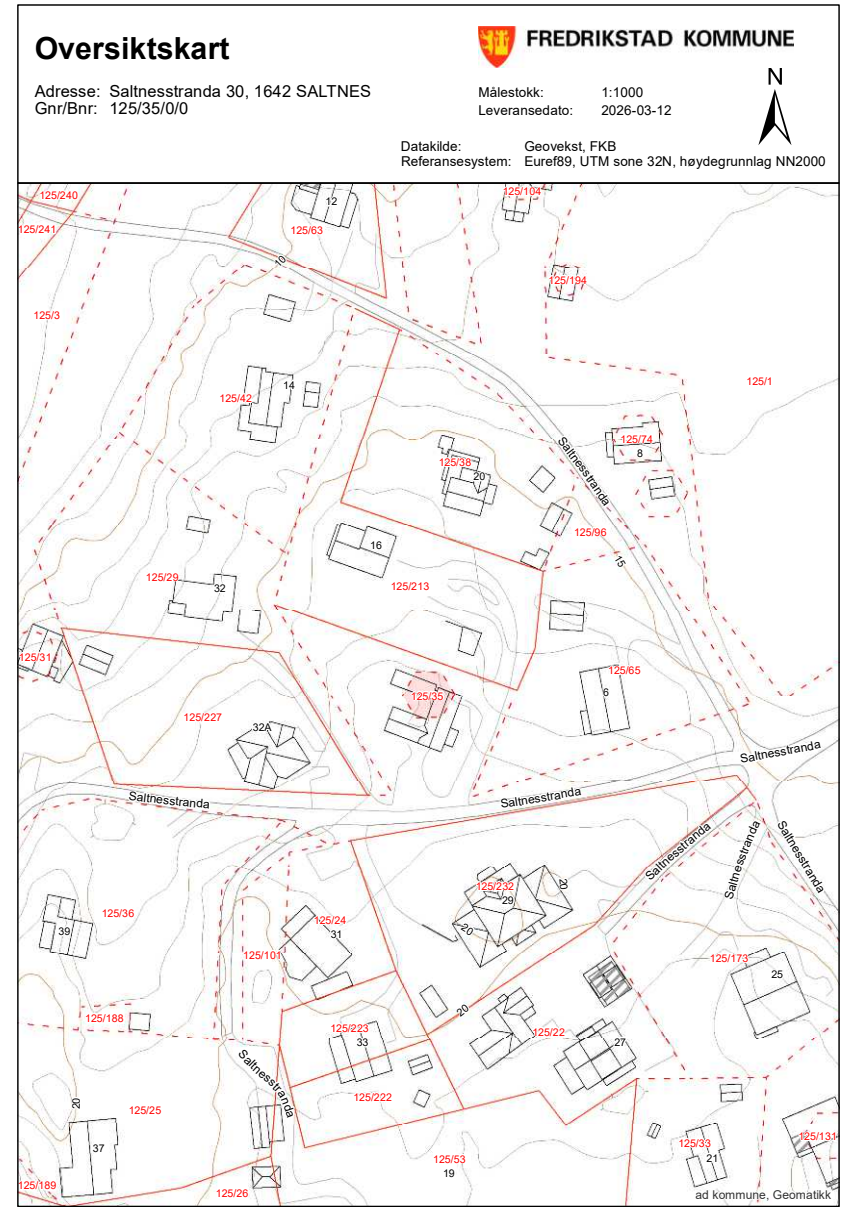 Oversiktskart
FREDRIKSTAD KOMMUNE
Adresse: Saltnesstranda 30, 1642 SALTNES
Gnr/Bnr: 125/35/0/0
Målestokk: 1:1000
Leveransedato: 2026-03-12
N
Datakilde: Geovekst, FKB
Referansesystem: Euref89, UTM sone 32N, høydegrunnlag NN2000
125/240
125/104
12
125/241
125/63
10
125/194
125/3
125/1
14
125/42
125/74
8
125/38
20
Saltnesstranda
125/96
16
15
125/29
32
125/213
125/31
125/65
125/35
6
125/227
32A
Saltnesstranda
Saltnesstranda
Saltnesstranda
Saltnesstranda
Saltnesstranda
Saltnesstranda
125/232
20
29
125/36
125/24
31
20
39
125/101
125/173
25
20
125/188
125/223
33
125/22
27
Saltnesstranda
125/222
20
125/25
37
125/33
21
125/131
125/53
19
125/189
125/26
ad kommune, Geomatikk